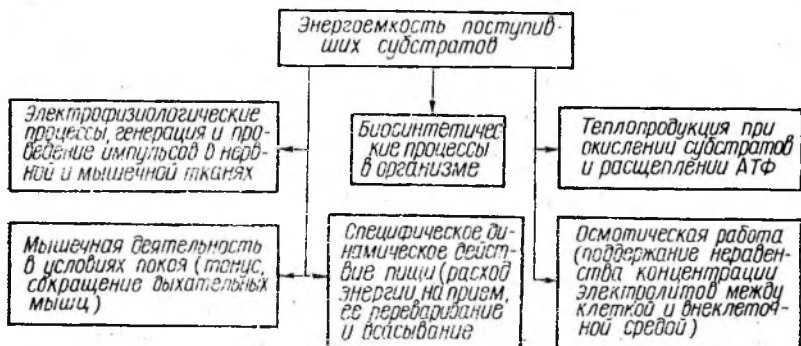 Энергоемкость поступив-
ших субстратов
Электрофизиологические
процессы, генерация и про-
ведение импульсов в нерв-
ной и мышечной тканях
Биосинтетичес-
кие процессы
в организме
Теплопродукция при
окислении субстратов
и расщеплении АТФ
Мышечная деятельность
в условиях покоя (тонус,
сокращение дыхательных
мышц)
Специфическое ди-
намическое дейст-
вие пищи (расход
энергии на прием,
ее переваривание
и всасывание
Осмотическая работа
(поддержание неравен-
ства концентрации
электролитов между
клеткой и внеклеточ-
ной средой)